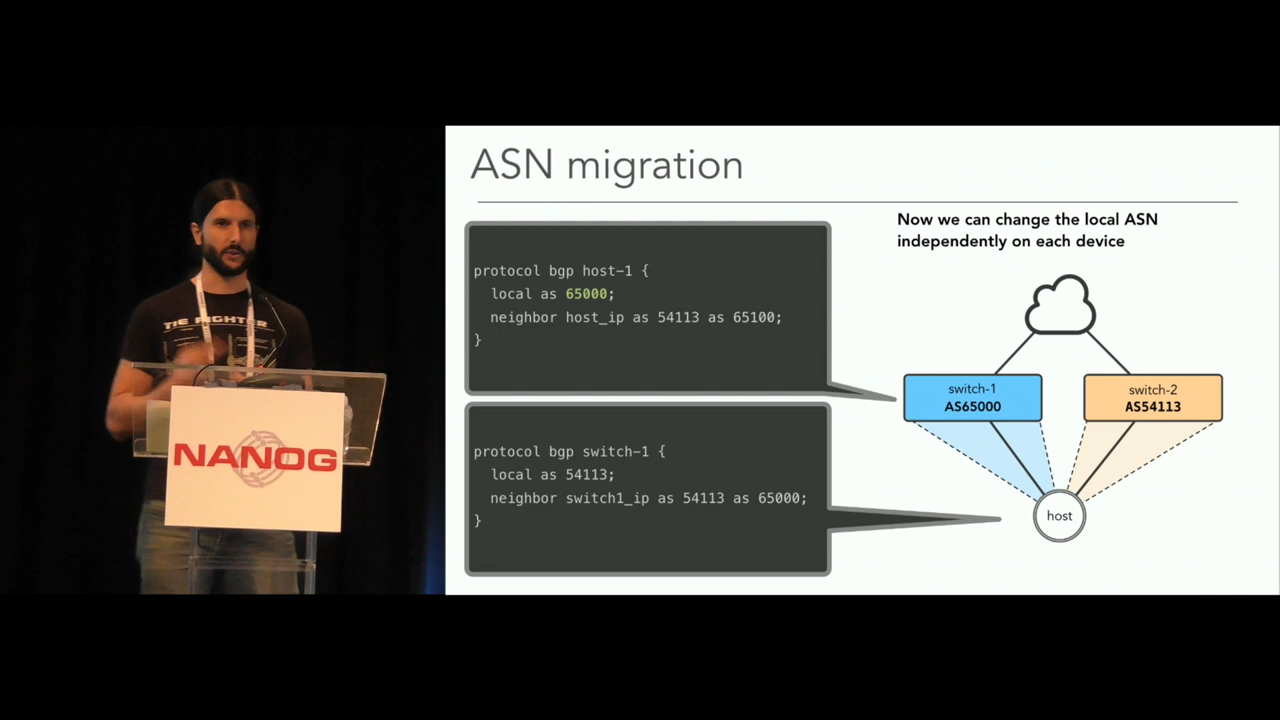 ASN migration
protocol bgp host-1 {
local as 65000;
neighbor host_ip as 54113 as 65100;
}
protocol bgp switch-1 {
local as 54113;
neighbor switch1_ip as 54113 as 65000;
}
Now we can change the local ASN
independently on each device
switch-1
AS65000
switch-2
AS54113
host
TIE FIGHTER
NANOG